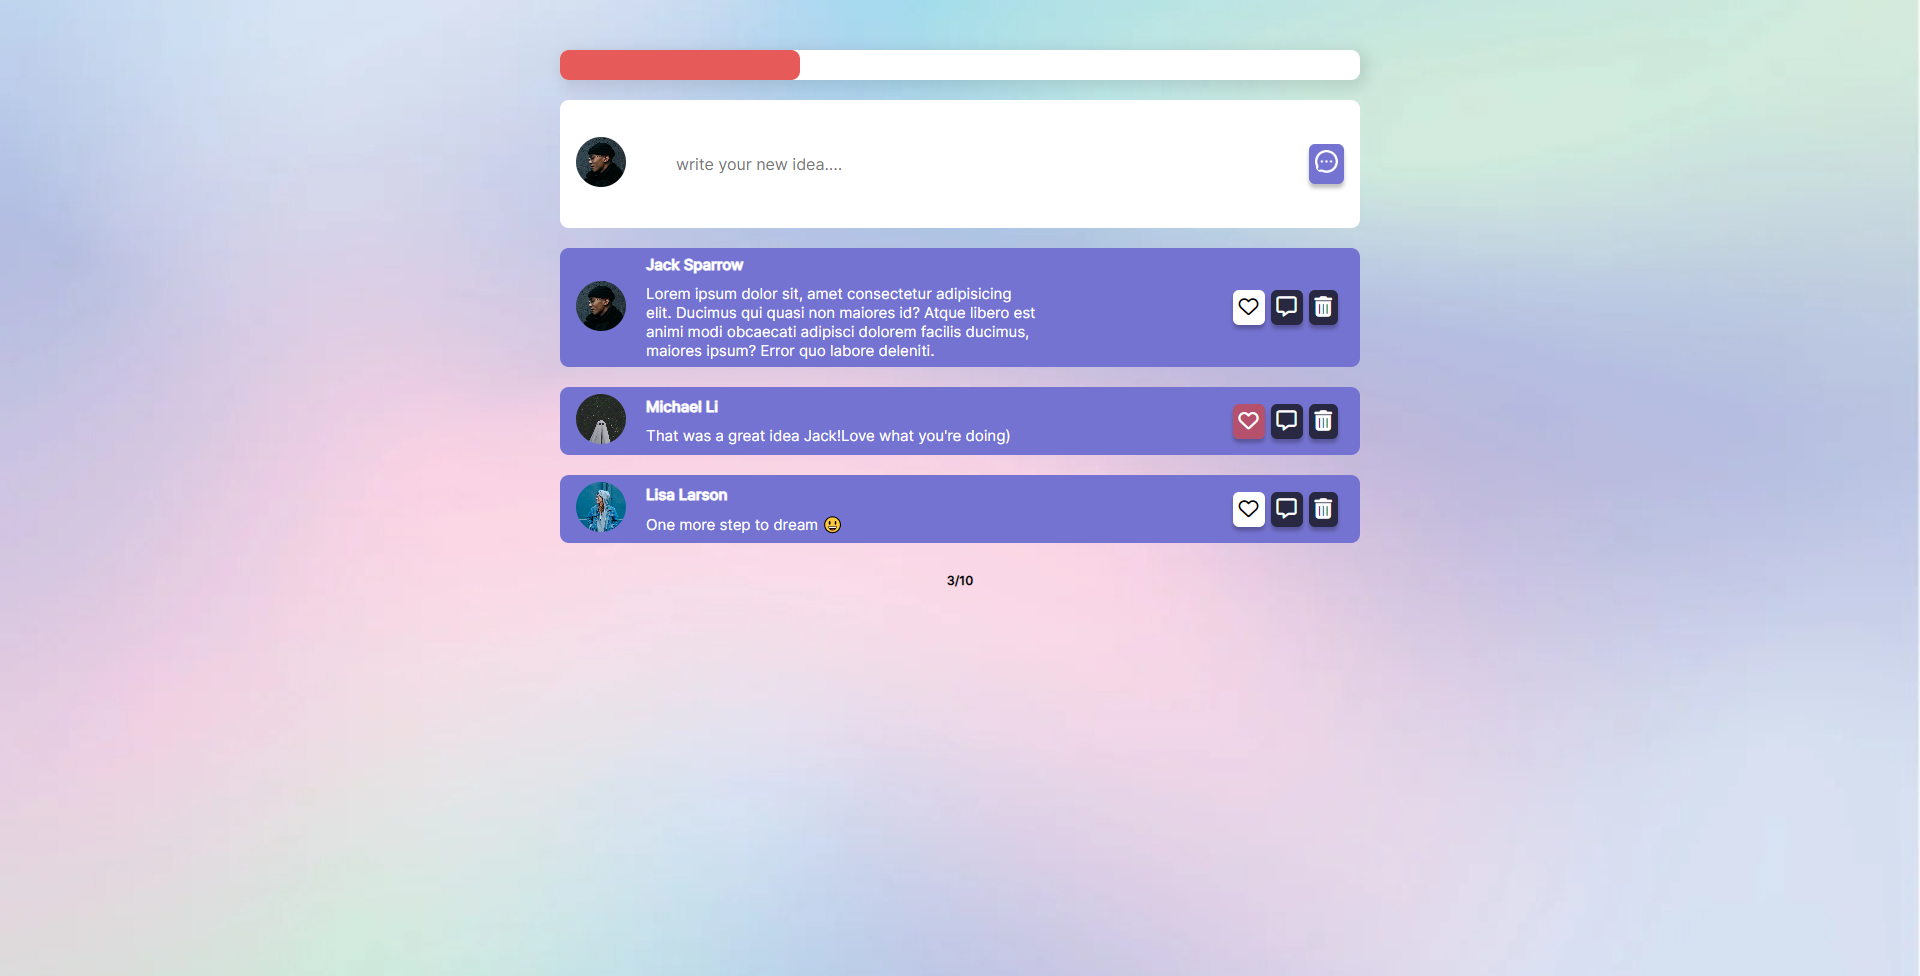 write your new idea....
Jack Sparrow
Lorem ipsum dolor sit, amet consectetur adipisicing
elit. Ducimus qui quasi non maiores id? Atque libero est
animi modi obcaecati adipisci dolorem facilis ducimus,
maiores ipsum? Error quo labore deleniti.
Michael Li
That was a great idea Jack!Love what you're doing)
Lisa Larson
One more step to dream 😃
3/10